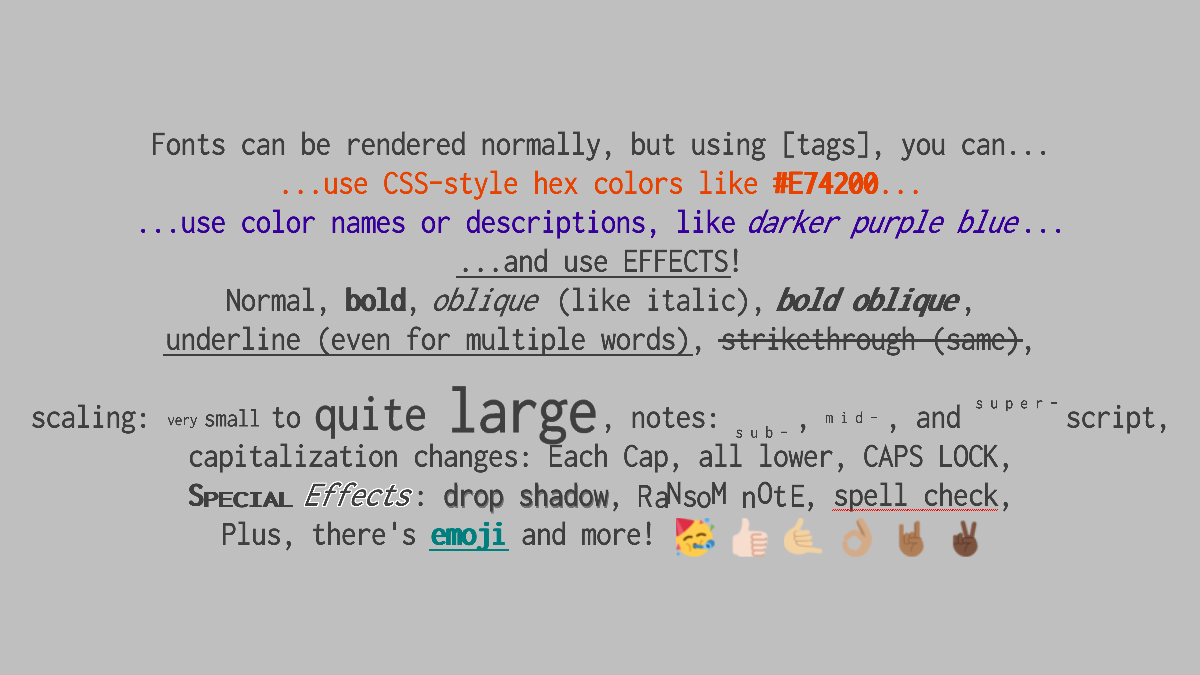 Fonts can be rendered normally, but using [tags], you can...
...use CSS-style hex colors like #E74200...
...use color names or descriptions, like darker purple blue...
...and use EFFECTS!
Normal, bold, oblique (like italic), bold oblique,
underline (even for multiple words), strikethrough (same),
scaling: very small to quite large, notes: sub-, mid-, and super-script,
capitalization changes: Each Cap, all lower, CAPS LOCK,
Special Effects: drop shadow, RaNsoM nOtE, spell check,
Plus, there's emoji and more! 🥳 👍🏻 🤙🏼 👌🏽 🤘🏾 ✌🏿